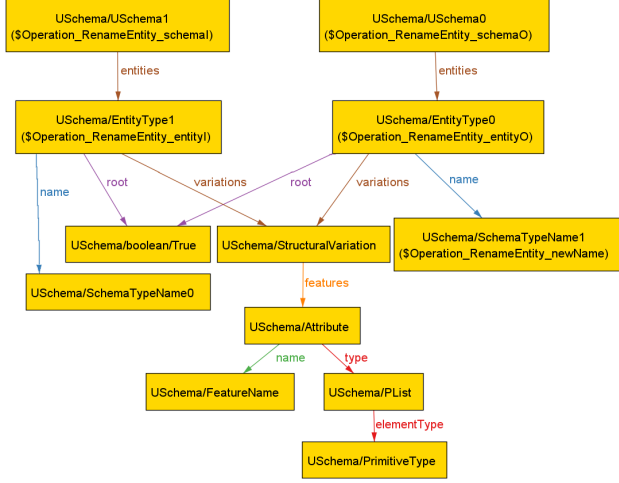 USchema/USchema1
($Operation_RenameEntity_schemaI)
USchema/USchema0
($Operation_RenameEntity_schemaO)
entities
entities
USchema/EntityType1
($Operation_RenameEntity_entityI)
USchema/EntityType0
($Operation_RenameEntity_entityO)
name
root
variations
root
variations
name
USchema/boolean/True
USchema/StructuralVariation
USchema/SchemaTypeName1
($Operation_RenameEntity_newName)
USchema/SchemaTypeName0
features
USchema/Attribute
name
type
USchema/FeatureName
USchema/PList
elementType
USchema/PrimitiveType